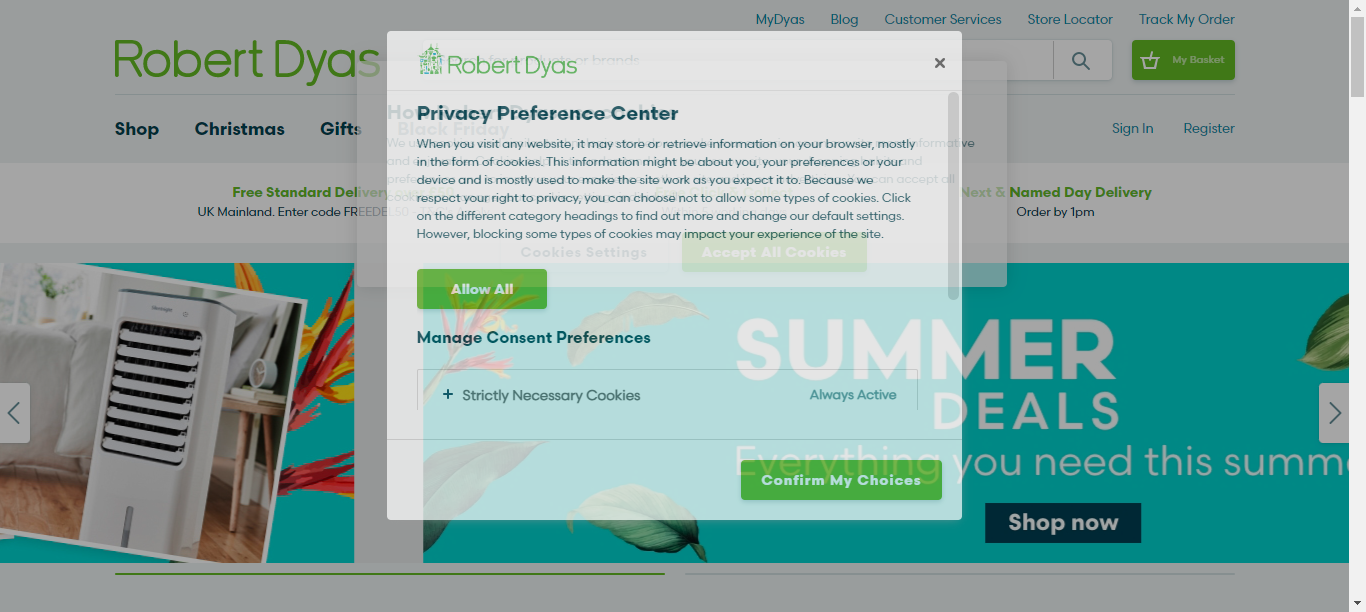 MyDyas Blog Customer Services Store Locator Track My Order
Robert Dyas
Robert Dyas
or brands
My Basket
Shop Christmas Gifts Black Friday
Sign In Register
Privacy Preference Center
When you visit any website, it may store or retrieve information on your browser, mostly
in the form of cookies. This information might be about you, your preferences or your
device and is mostly used to make the site work as you expect it to. Because we
respect your right to privacy, you can choose not to allow some types of cookies. Click
on the different category headings to find out more and change our default settings.
However, blocking some types of cookies may impact your experience of the site.
Free Standard Delivery
UK Mainland. Enter code
Next & Named Day Delivery
Order by 1pm
Cookies Settings Accept All Cookies
Allow All
Manage Consent Preferences
+ Strictly Necessary Cookies Always Active
Confirm My Choices
SUMMER
DEALS
Everything you need this summ
Shop now